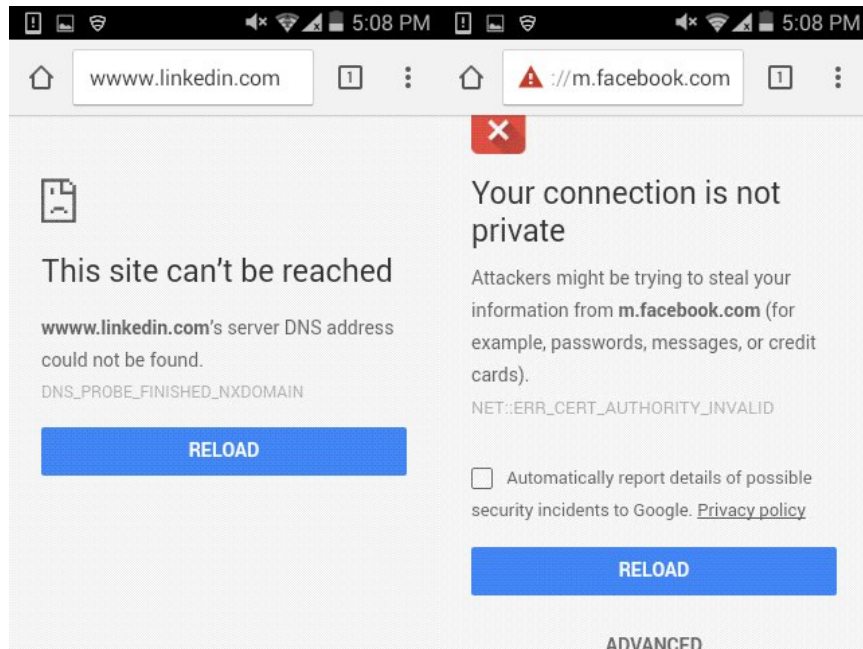 5:08 PM
wwww.linkedin.com
1
This site can't be reached
wwww.linkedin.com's server DNS address
could not be found.
DNS_PROBE_FINISHED_NXDOMAIN
RELOAD
5:08 PM
://m.facebook.com
1
Your connection is not
private
Attackers might be trying to steal your
information from m.facebook.com (for
example, passwords, messages, or credit
cards).
NET::ERR_CERT_AUTHORITY_INVALID
Automatically report details of possible
security incidents to Google. Privacy policy
RELOAD
ADVANCED